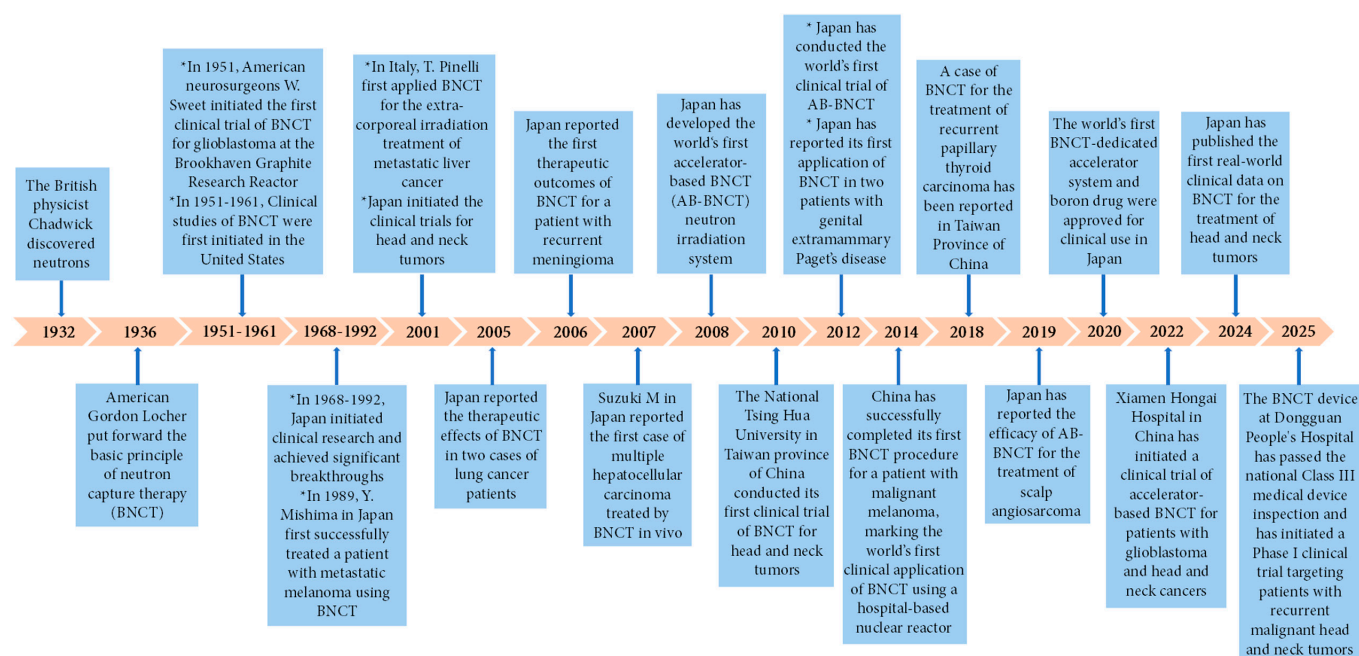 The British
physicist
Chadwick
discovered
neutrons
*In 1951, American
neurosurgeons W.
Sweet initiated the first
clinical trial of BNCT
for glioblastoma at the
Brookhaven Graphite
Research Reactor
*In 1951-1961, Clinical
studies of BNCT were
first initiated in the
United States
*In Italy, T. Pinelli
first applied BNCT
for the extra-
corporeal irradiation
treatment of
metastatic liver
cancer
*Japan initiated the
clinical trials for
head and neck
tumors
Japan reported
the first
therapeutic
outcomes of
BNCT for a
patient with
recurrent
meningioma
Japan has
developed the
world's first
accelerator-
based BNCT
(AB-BNCT)
neutron
irradiation
system
* Japan has
conducted the
world's first
clinical trial of
AB-BNCT
* Japan has
reported its first
application of
BNCT in two
patients with
genital
extramammary
Paget's disease
A case of
BNCT for the
treatment of
recurrent
papillary
thyroid
carcinoma has
been reported
in Taiwan
Province of
China
The world's first
BNCT-dedicated
accelerator
system and
boron drug were
approved for
clinical use in
Japan
Japan has
published the
first real-world
clinical data on
BNCT for the
treatment of
head and neck
tumors
1932 1936 1951-1961 1968-1992 2001 2005 2006 2007 2008 2010 2012 2014 2018 2019 2020 2022 2024 2025
American
Gordon Locher
put forward the
basic principle
of neutron
capture therapy
(BNCT)
*In 1968-1992,
Japan initiated
clinical research and
achieved significant
breakthroughs
*In 1989, Y.
Mishima in Japan
first successfully
treated a patient
with metastatic
melanoma using
BNCT
Japan reported
the therapeutic
effects of BNCT
in two cases of
lung cancer
patients
Suzuki M in
Japan reported
the first case of
multiple
hepatocellular
carcinoma
treated by
BNCT in vivo
The National
Tsing Hua
University in
Taiwan province
of China
conducted its
first clinical trial
of BNCT for
head and neck
tumors
China has
successfully
completed its first
BNCT procedure
for a patient with
malignant
melanoma,
marking the
world's first
clinical application
of BNCT using a
hospital-based
nuclear reactor
Japan has
reported the
efficacy of AB-
BNCT for the
treatment of
scalp
angiosarcoma
Xiamen Hongai
Hospital in
China has
initiated a
clinical trial of
accelerator-
based BNCT for
patients with
glioblastoma
and head and
neck cancers
The BNCT device
at Dongguan
People's Hospital
has passed the
national Class III
medical device
inspection and
has initiated a
Phase I clinical
trial targeting
patients with
recurrent
malignant head
and neck tumors